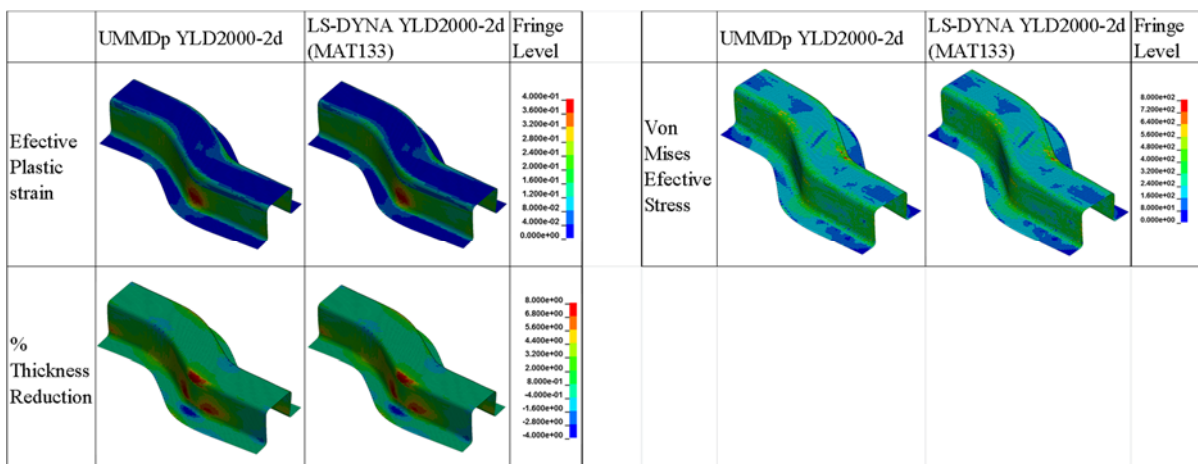 UMMDp YLD2000-2d
LS-DYNA YLD2000-2d
(MAT133)
Fringe
Level
Efective
Plastic
strain
4.000e-01
3.600e-01
3.200e-01
2.800e-01
2.400e-01
2.000e-01
1.600e-01
1.200e-01
8.000e-02
4.000e-02
0.000e+00
%
Thickness
Reduction
8.000e+00
6.800e+00
5.600e+00
4.400e+00
3.200e+00
2.000e+00
8.000e-01
-4.000e-01
-1.600e+00
-2.800e+00
-4.000e+00
UMMDp YLD2000-2d
LS-DYNA YLD2000-2d
(MAT133)
Fringe
Level
Von
Mises
Efective
Stress
8.000e+02
7.200e+02
6.400e+02
5.600e+02
4.800e+02
4.000e+02
3.200e+02
2.400e+02
1.600e+02
8.000e+01
0.000e+00